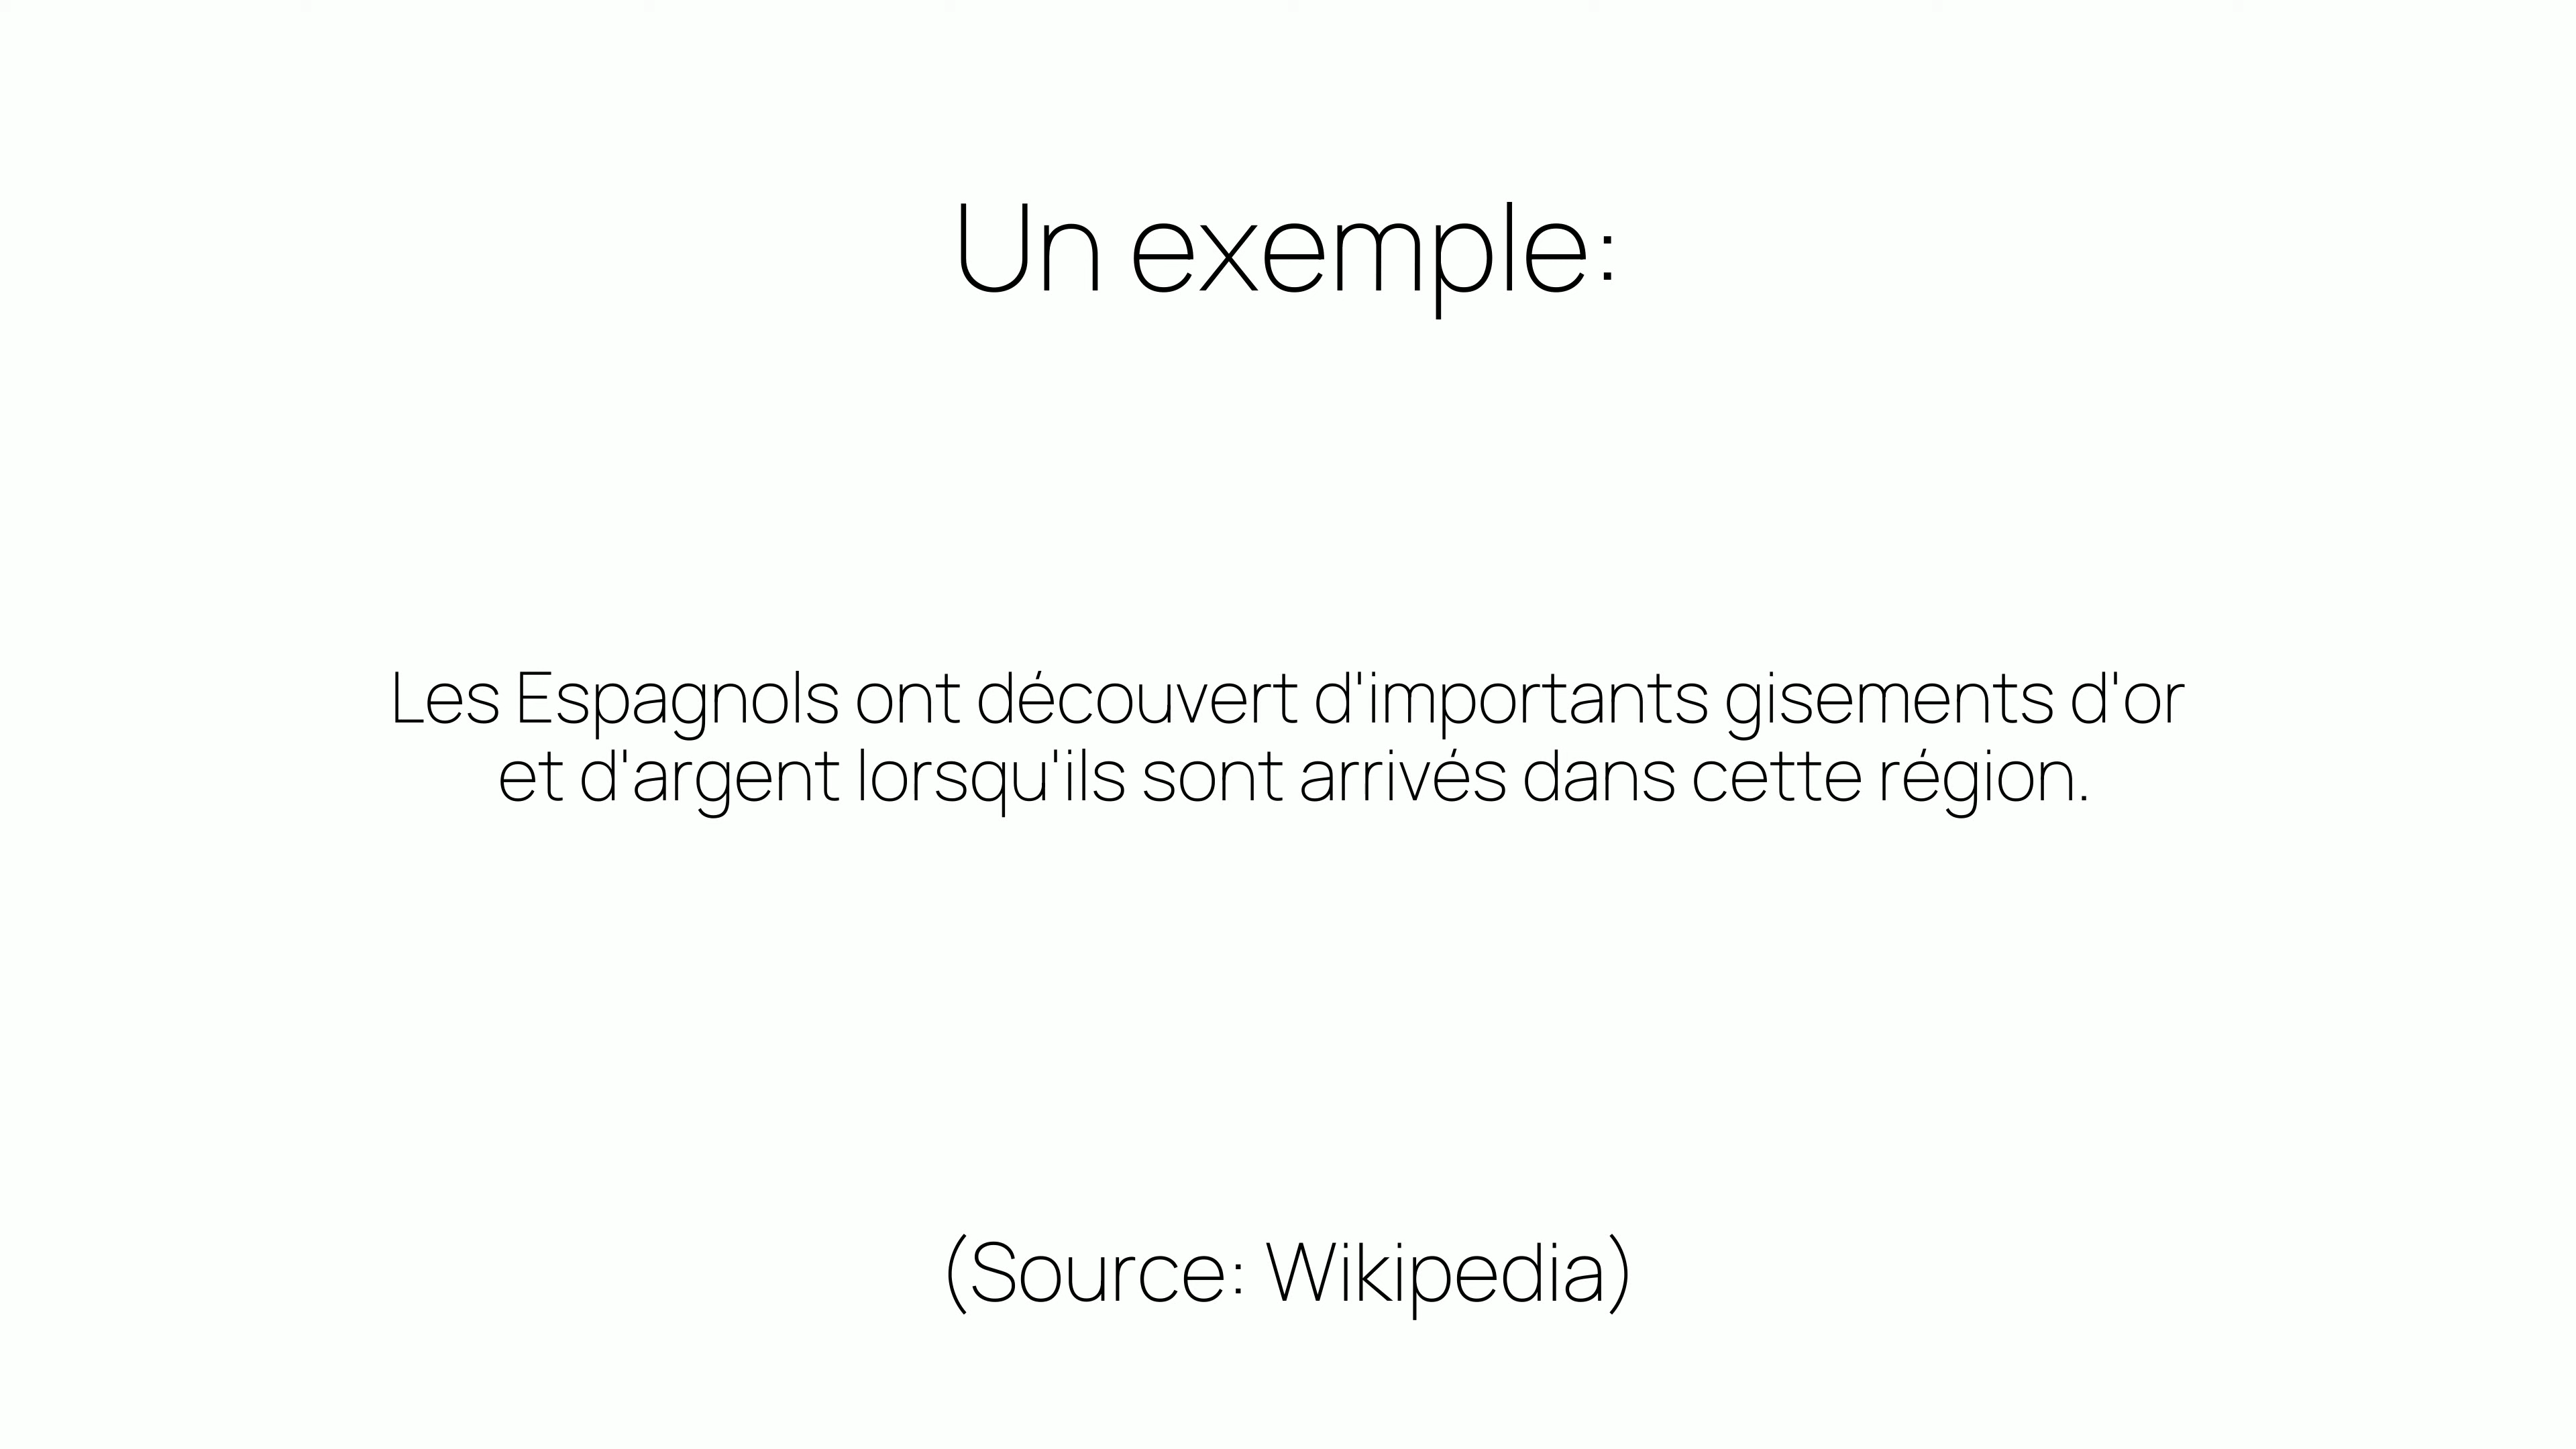 Un exemple:
Les Espagnols ont découvert d'importants gisements d'or
et d'argent lorsqu'ils sont arrivés dans cette région.
(Source: Wikipedia)